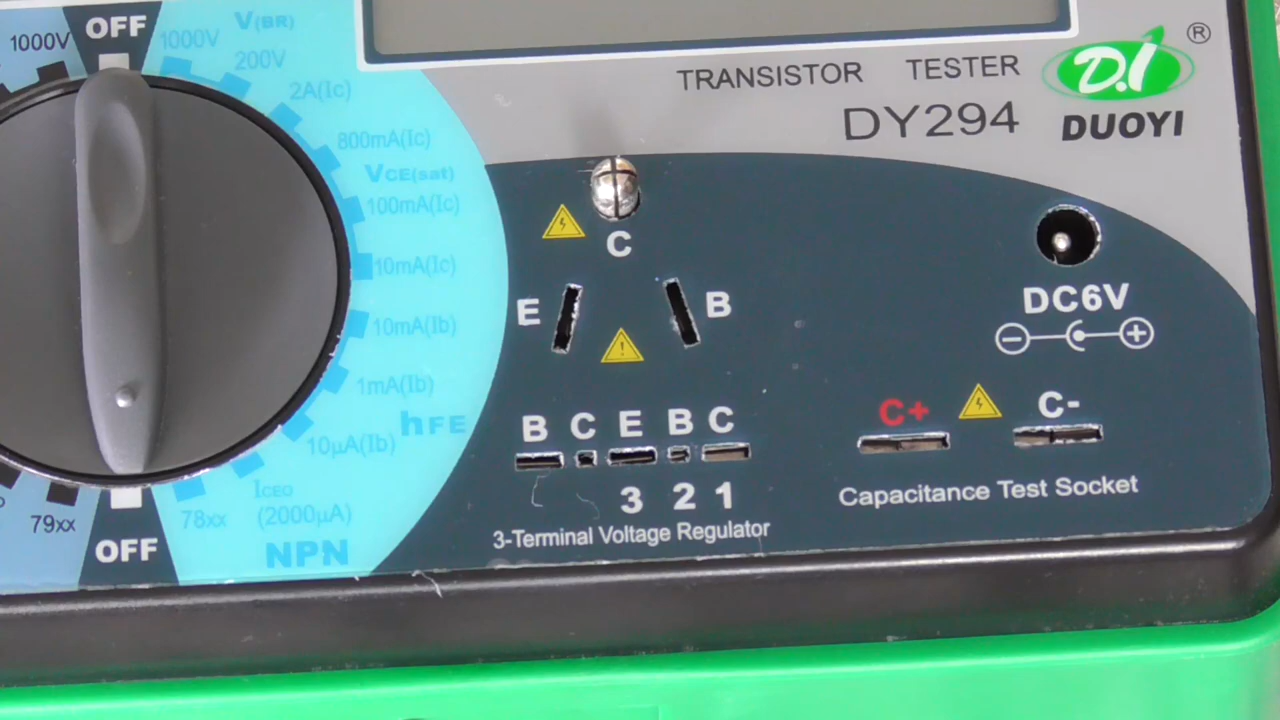 OFF
1000V
1000V
V(BR)
200V
2A(Ic)
800mA(Ic)
VCE(sat)
100mA(Ic)
10mA(Ic)
10mA(Ib)
1mA(Ib)
hFE
10µA(Ib)
ICEO
(2000µA)
78xx
79xx
OFF
NPN
TRANSISTOR TESTER
DY294
D.I
®
DUOYI
C
E B
B C E B C
3 2 1
3-Terminal Voltage Regulator
DC6V
C+ C-
Capacitance Test Socket